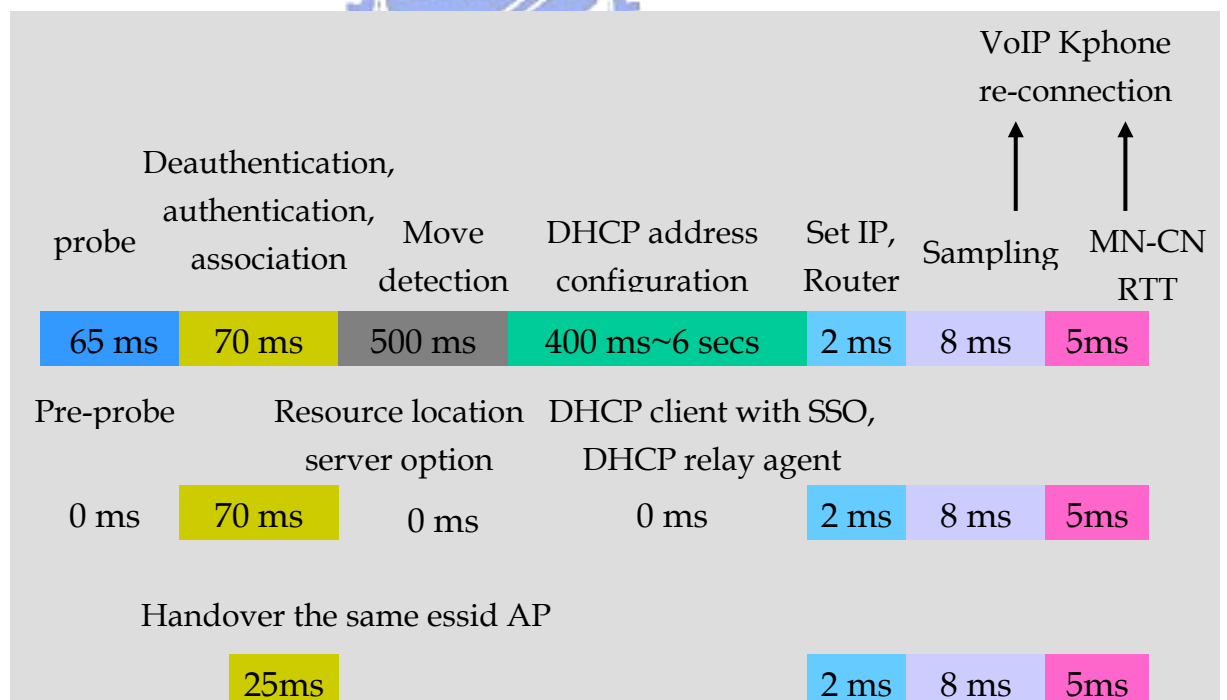 VoIP Kphone
re-connection
Deauthentication,
authentication,
association
probe
Move
detection
DHCP address
configuration
Set IP,
Router
Sampling
MN-CN
RTT
65 ms
70 ms
500 ms
400 ms~6 secs
2 ms
8 ms
5ms
Pre-probe
Resource location
server option
DHCP client with SSO,
DHCP relay agent
0 ms
70 ms
0 ms
0 ms
2 ms
8 ms
5ms
Handover the same essid AP
25ms
2 ms
8 ms
5ms